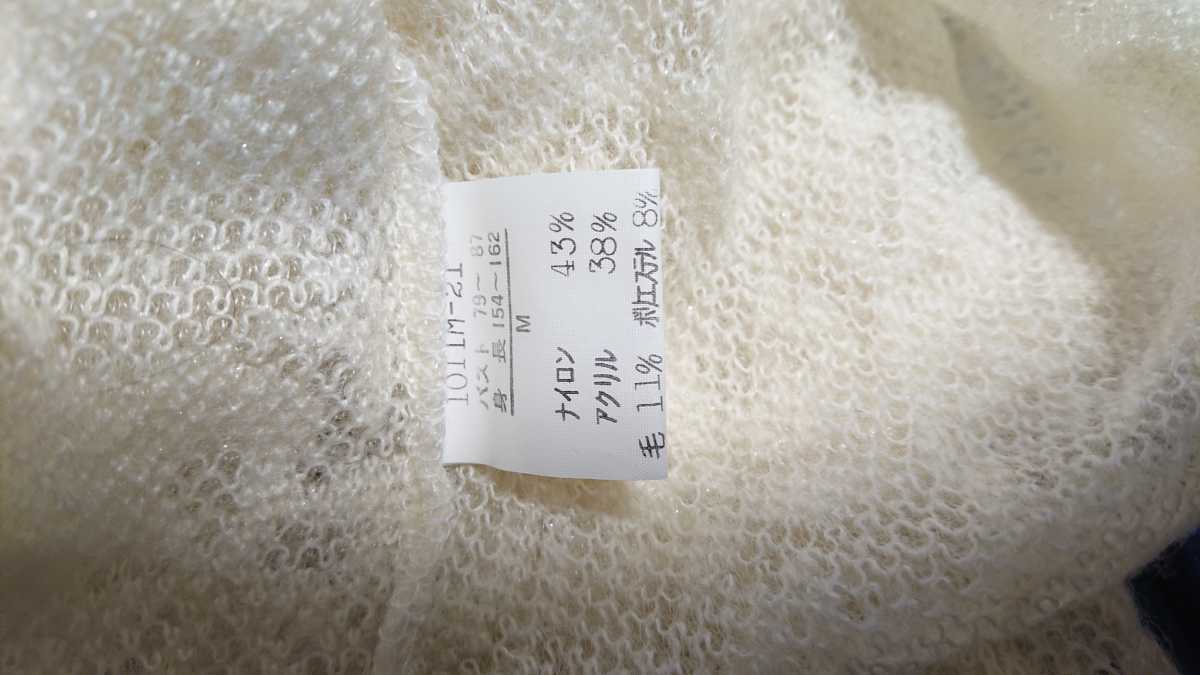 1011M-21
バスト 79～ 87
身 長 154～162
M
ナイロン 43%
アクリル 38%
毛 11% ポリエステル 8%